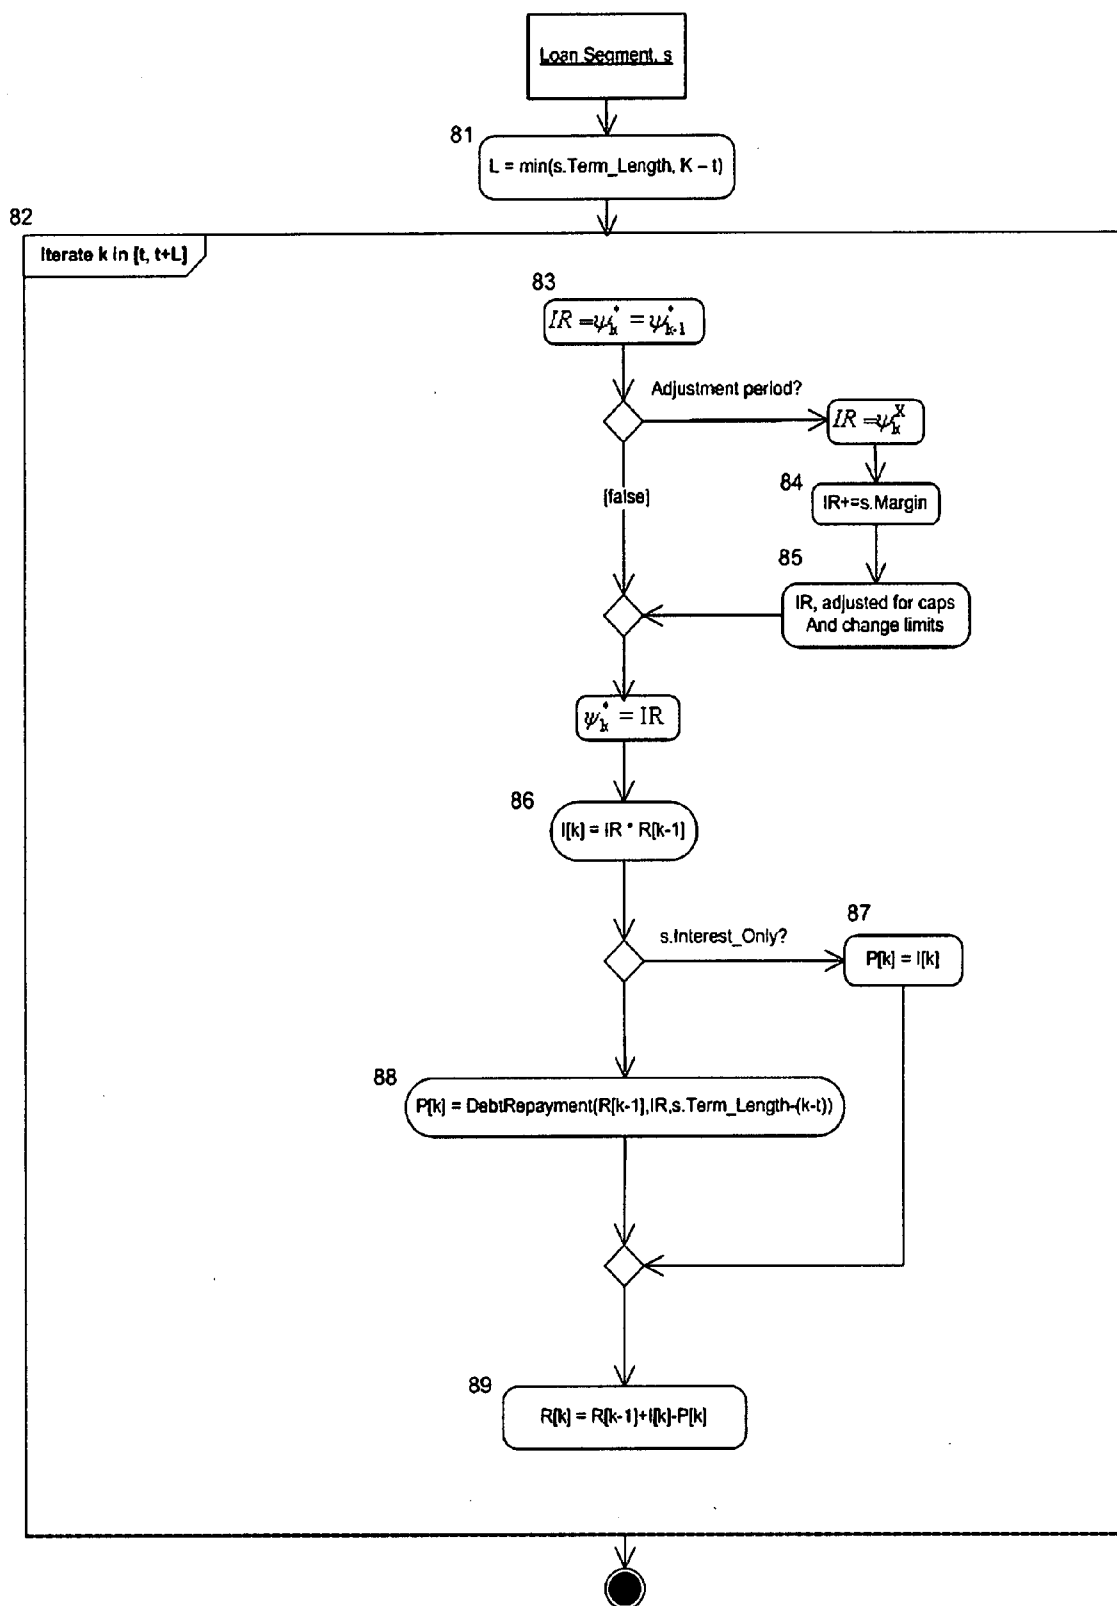 Loan Segment, s
81
L = min(s.Term_Length, K – t)
82
Iterate k in [t, t+L]
83
IR = ψ*k = ψ*k-1
Adjustment period?
IR = ψXk
84
[false]
IR+=s.Margin
85
IR, adjusted for caps
And change limits
ψ*k = IR
86
I[k] = IR * R[k-1]
87
s.Interest_Only?
P[k] = I[k]
88
P[k] = DebtRepayment(R[k-1],IR,s.Term_Length-(k-t))
89
R[k] = R[k-1]+I[k]-P[k]